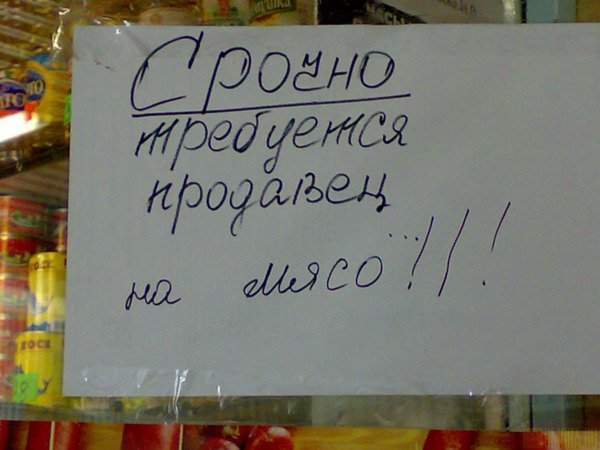 Срочно
требуется
продавец
на мясо...!!!